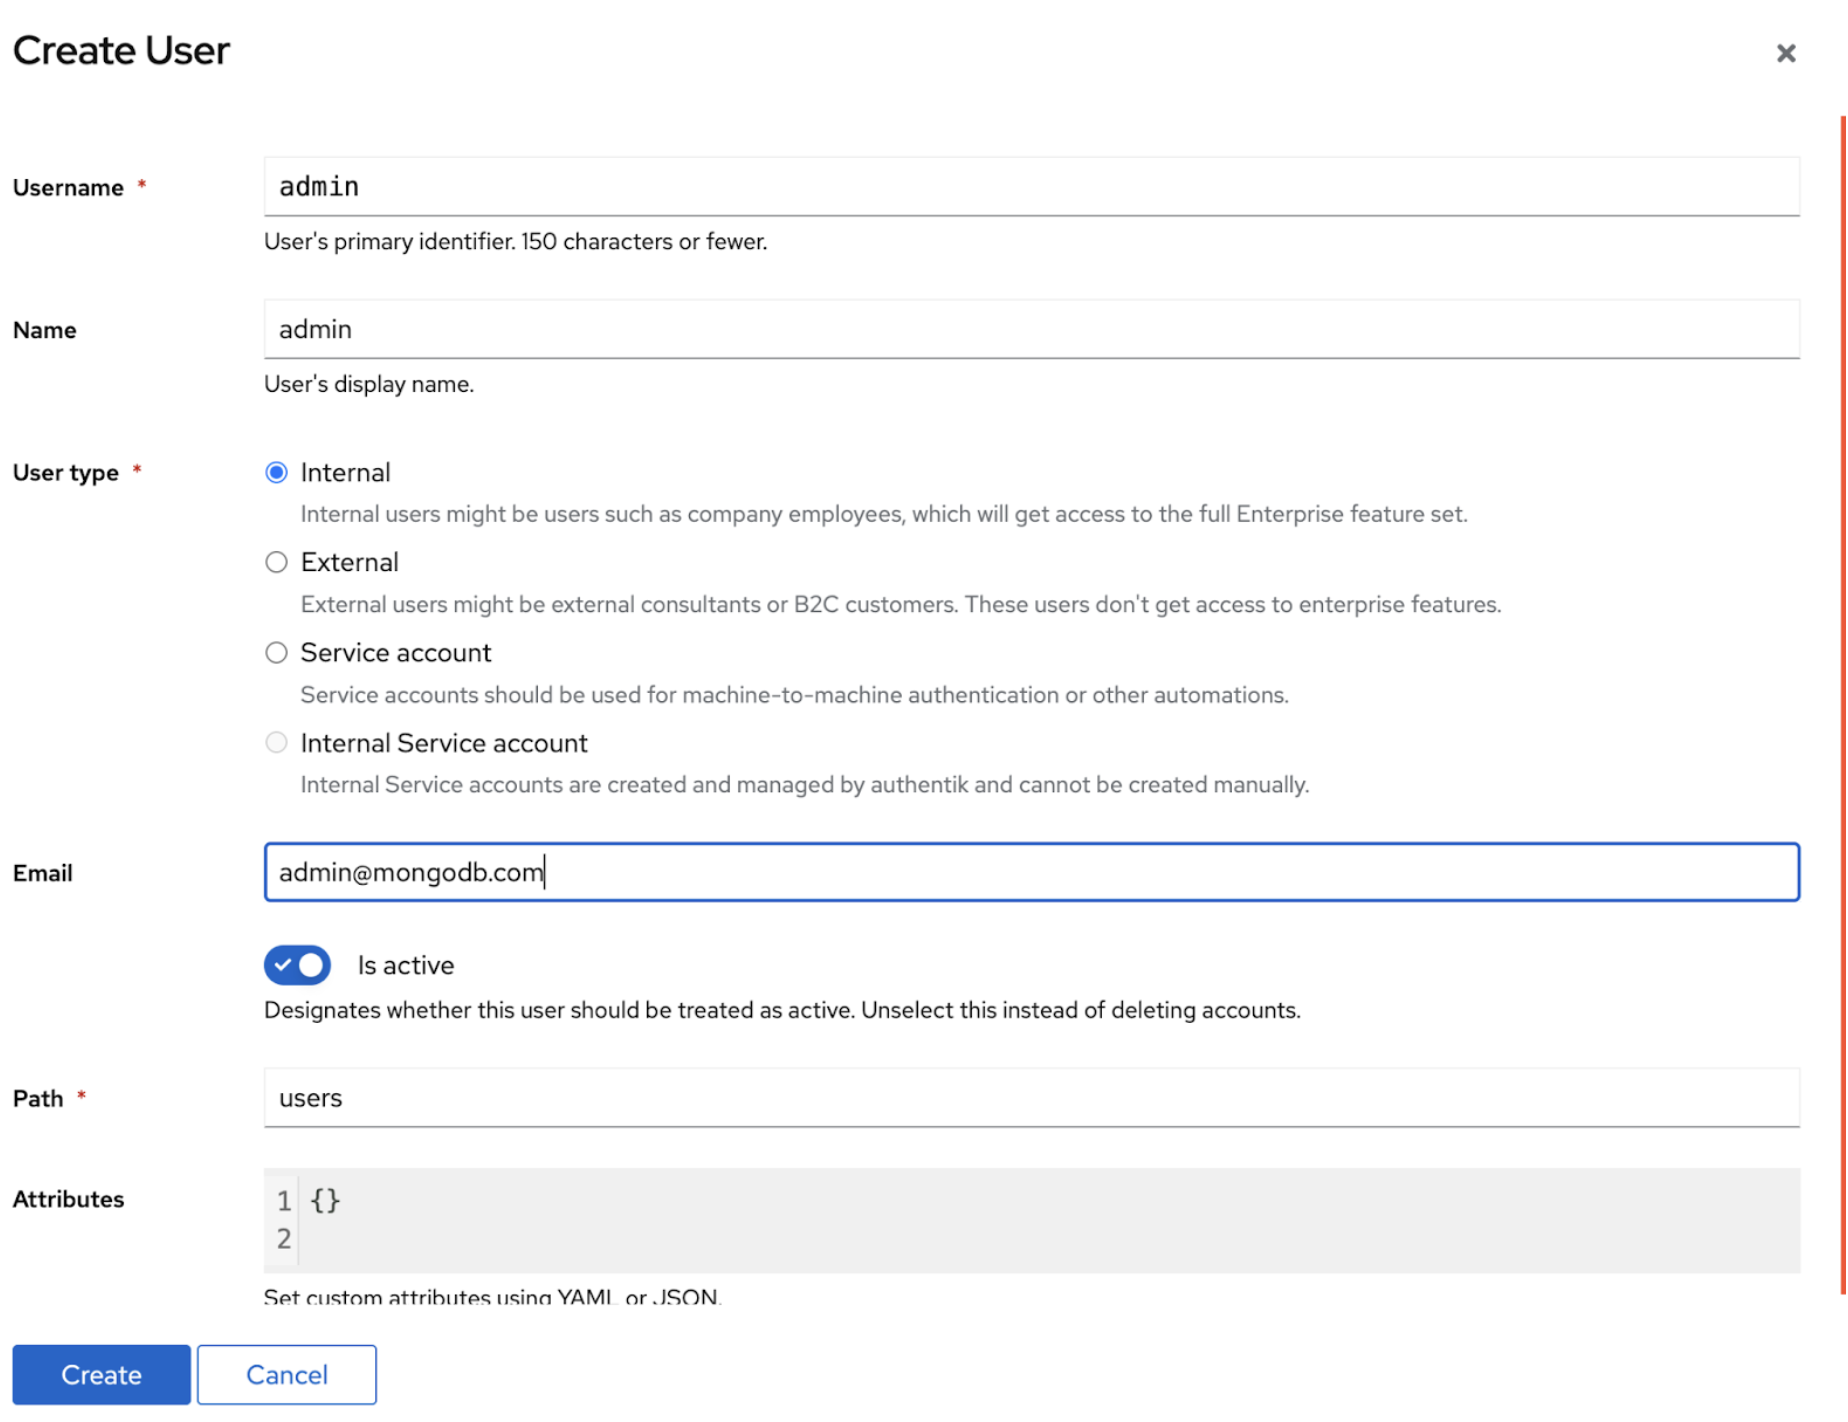 Create User
Username *
admin
User's primary identifier. 150 characters or fewer.
Name
admin
User's display name.
User type *
Internal
Internal users might be users such as company employees, which will get access to the full Enterprise feature set.
External
External users might be external consultants or B2C customers. These users don't get access to enterprise features.
Service account
Service accounts should be used for machine-to-machine authentication or other automations.
Internal Service account
Internal Service accounts are created and managed by authentik and cannot be created manually.
Email
admin@mongodb.com
Is active
Designates whether this user should be treated as active. Unselect this instead of deleting accounts.
Path *
users
Attributes
1 {}
2
Set custom attributes using YAML or JSON.
Create
Cancel